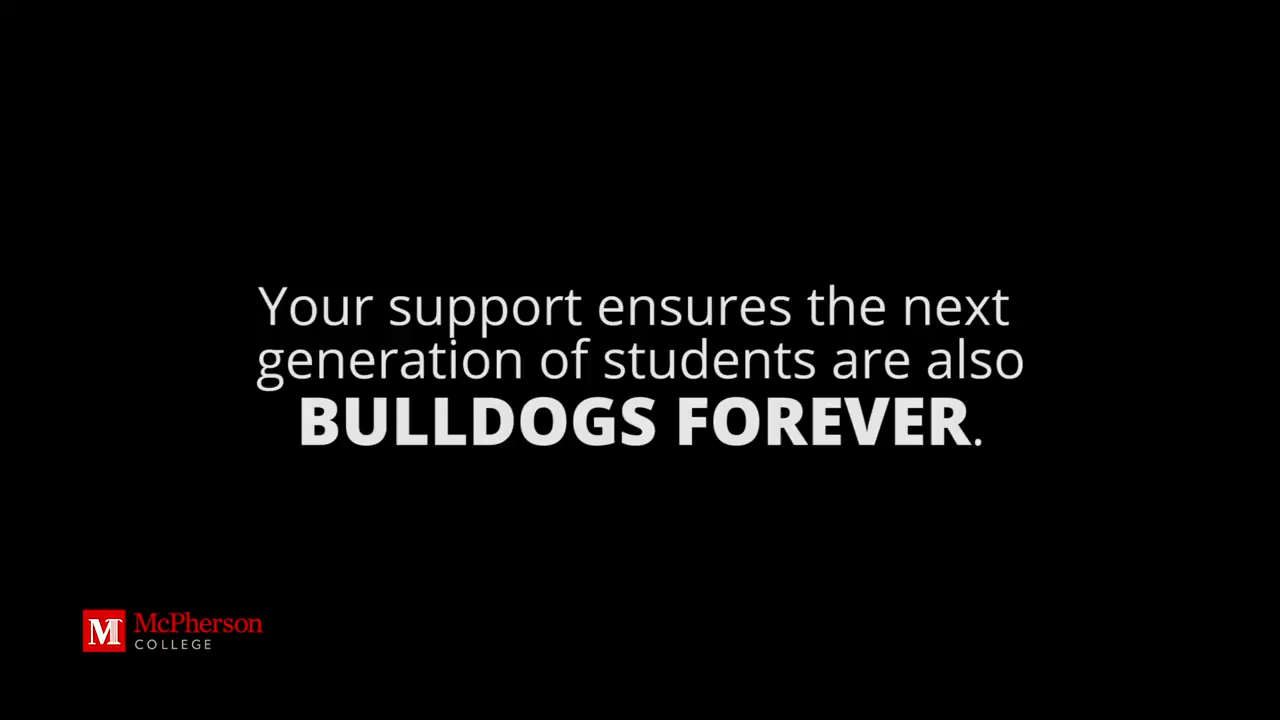 Your support ensures the next
generation of students are also
BULLDOGS FOREVER.
M McPherson
COLLEGE